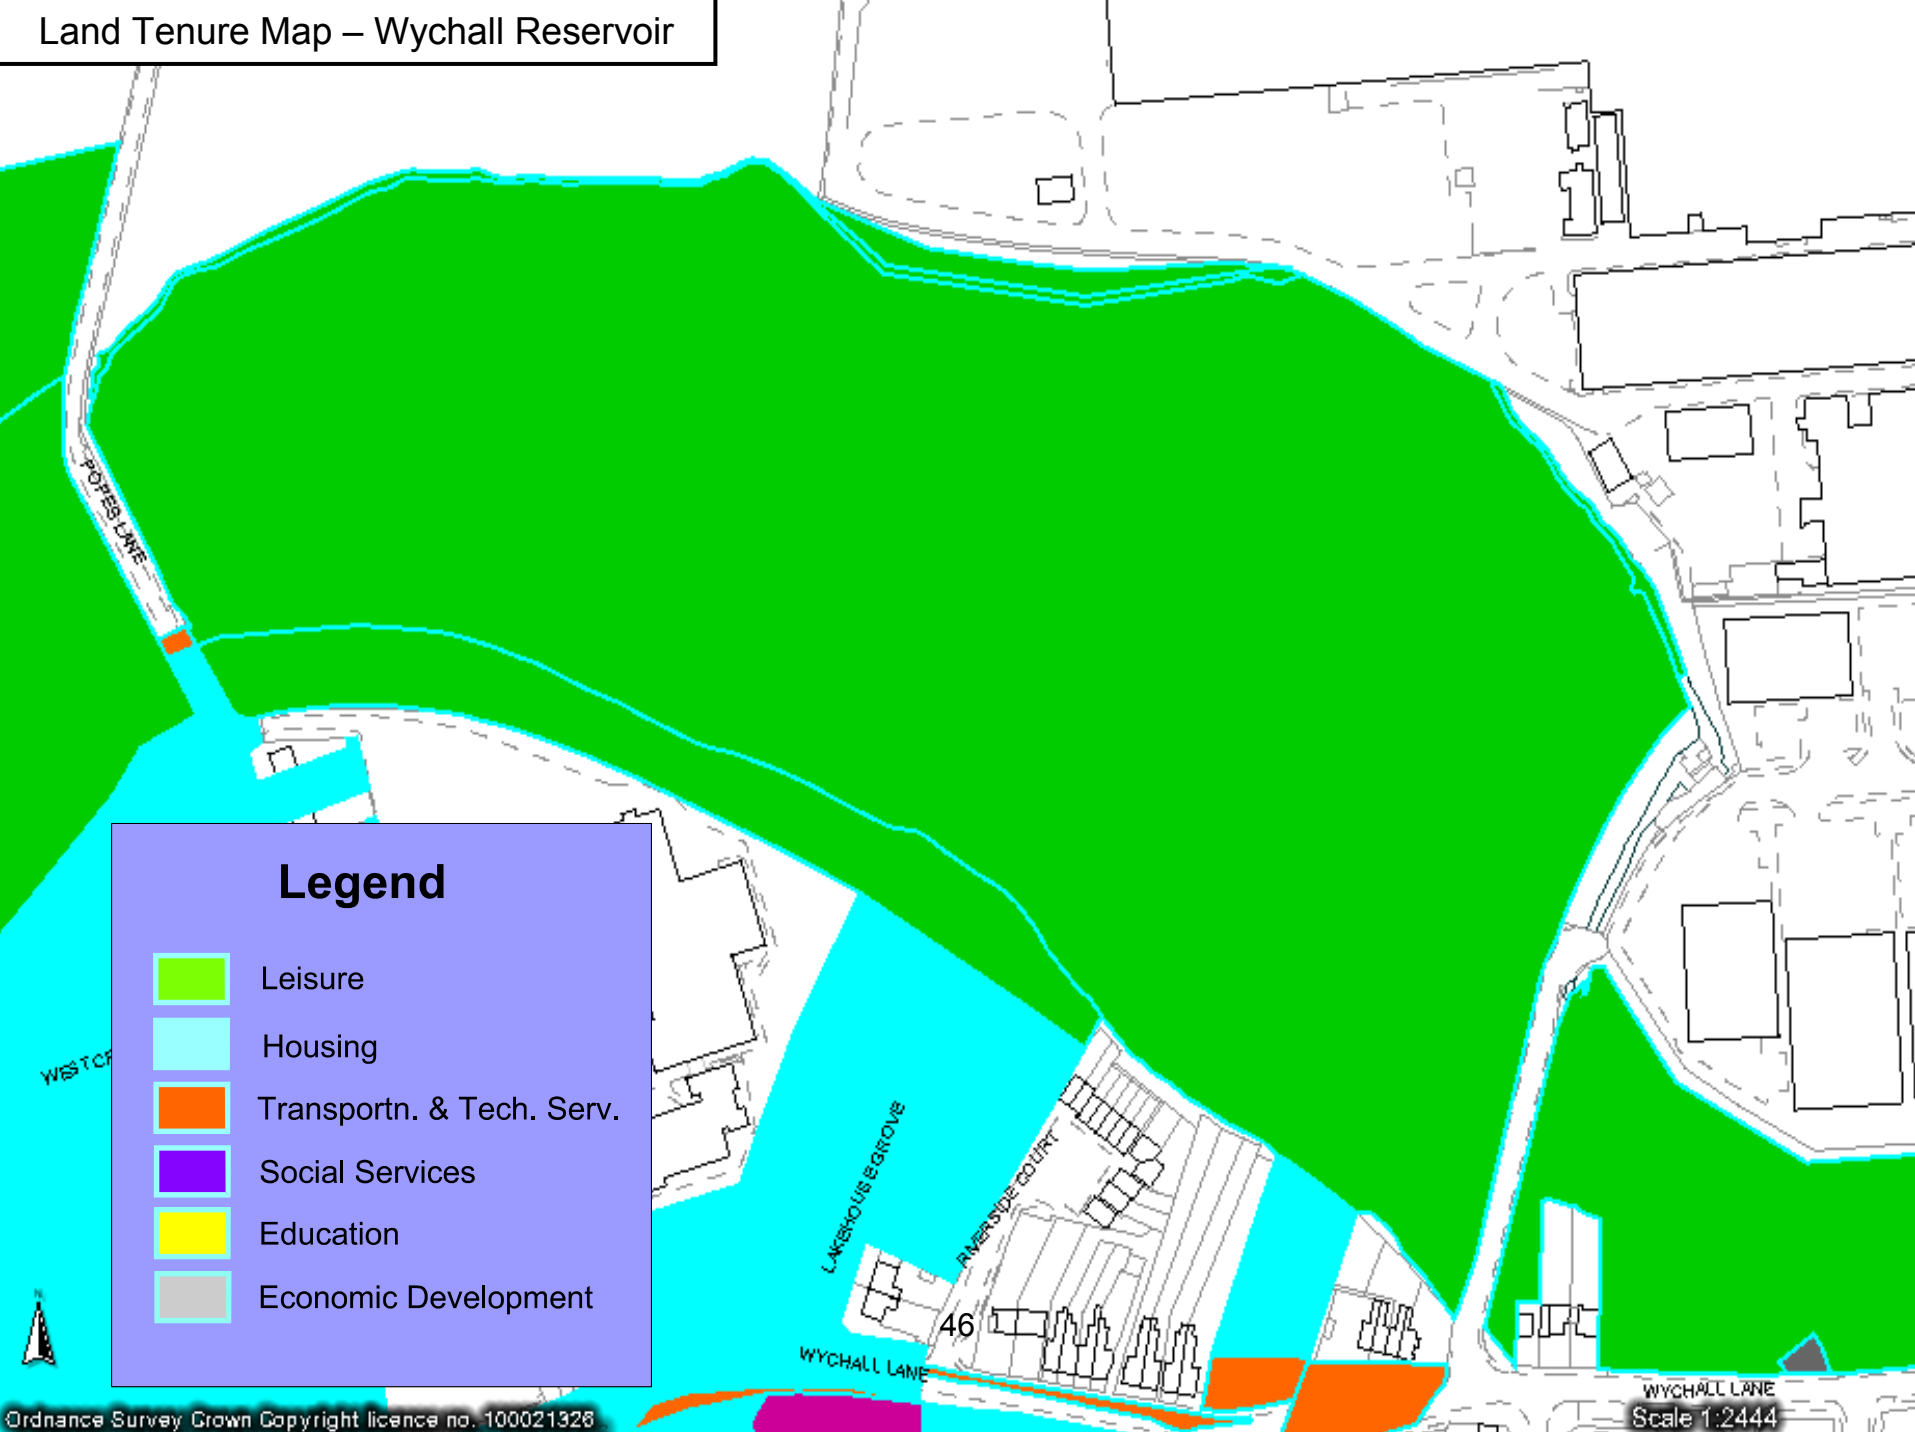 Land Tenure Map – Wychall Reservoir
POPES LANE
Legend
Leisure
Housing
Transportn. & Tech. Serv.
Social Services
Education
Economic Development
LAKEHOUSE GROVE
RIVERSIDE COURT
46
WYCHALL LANE
WYCHALL LANE
N
Ordnance Survey Crown Copyright licence no. 100021326
Scale 1:2444